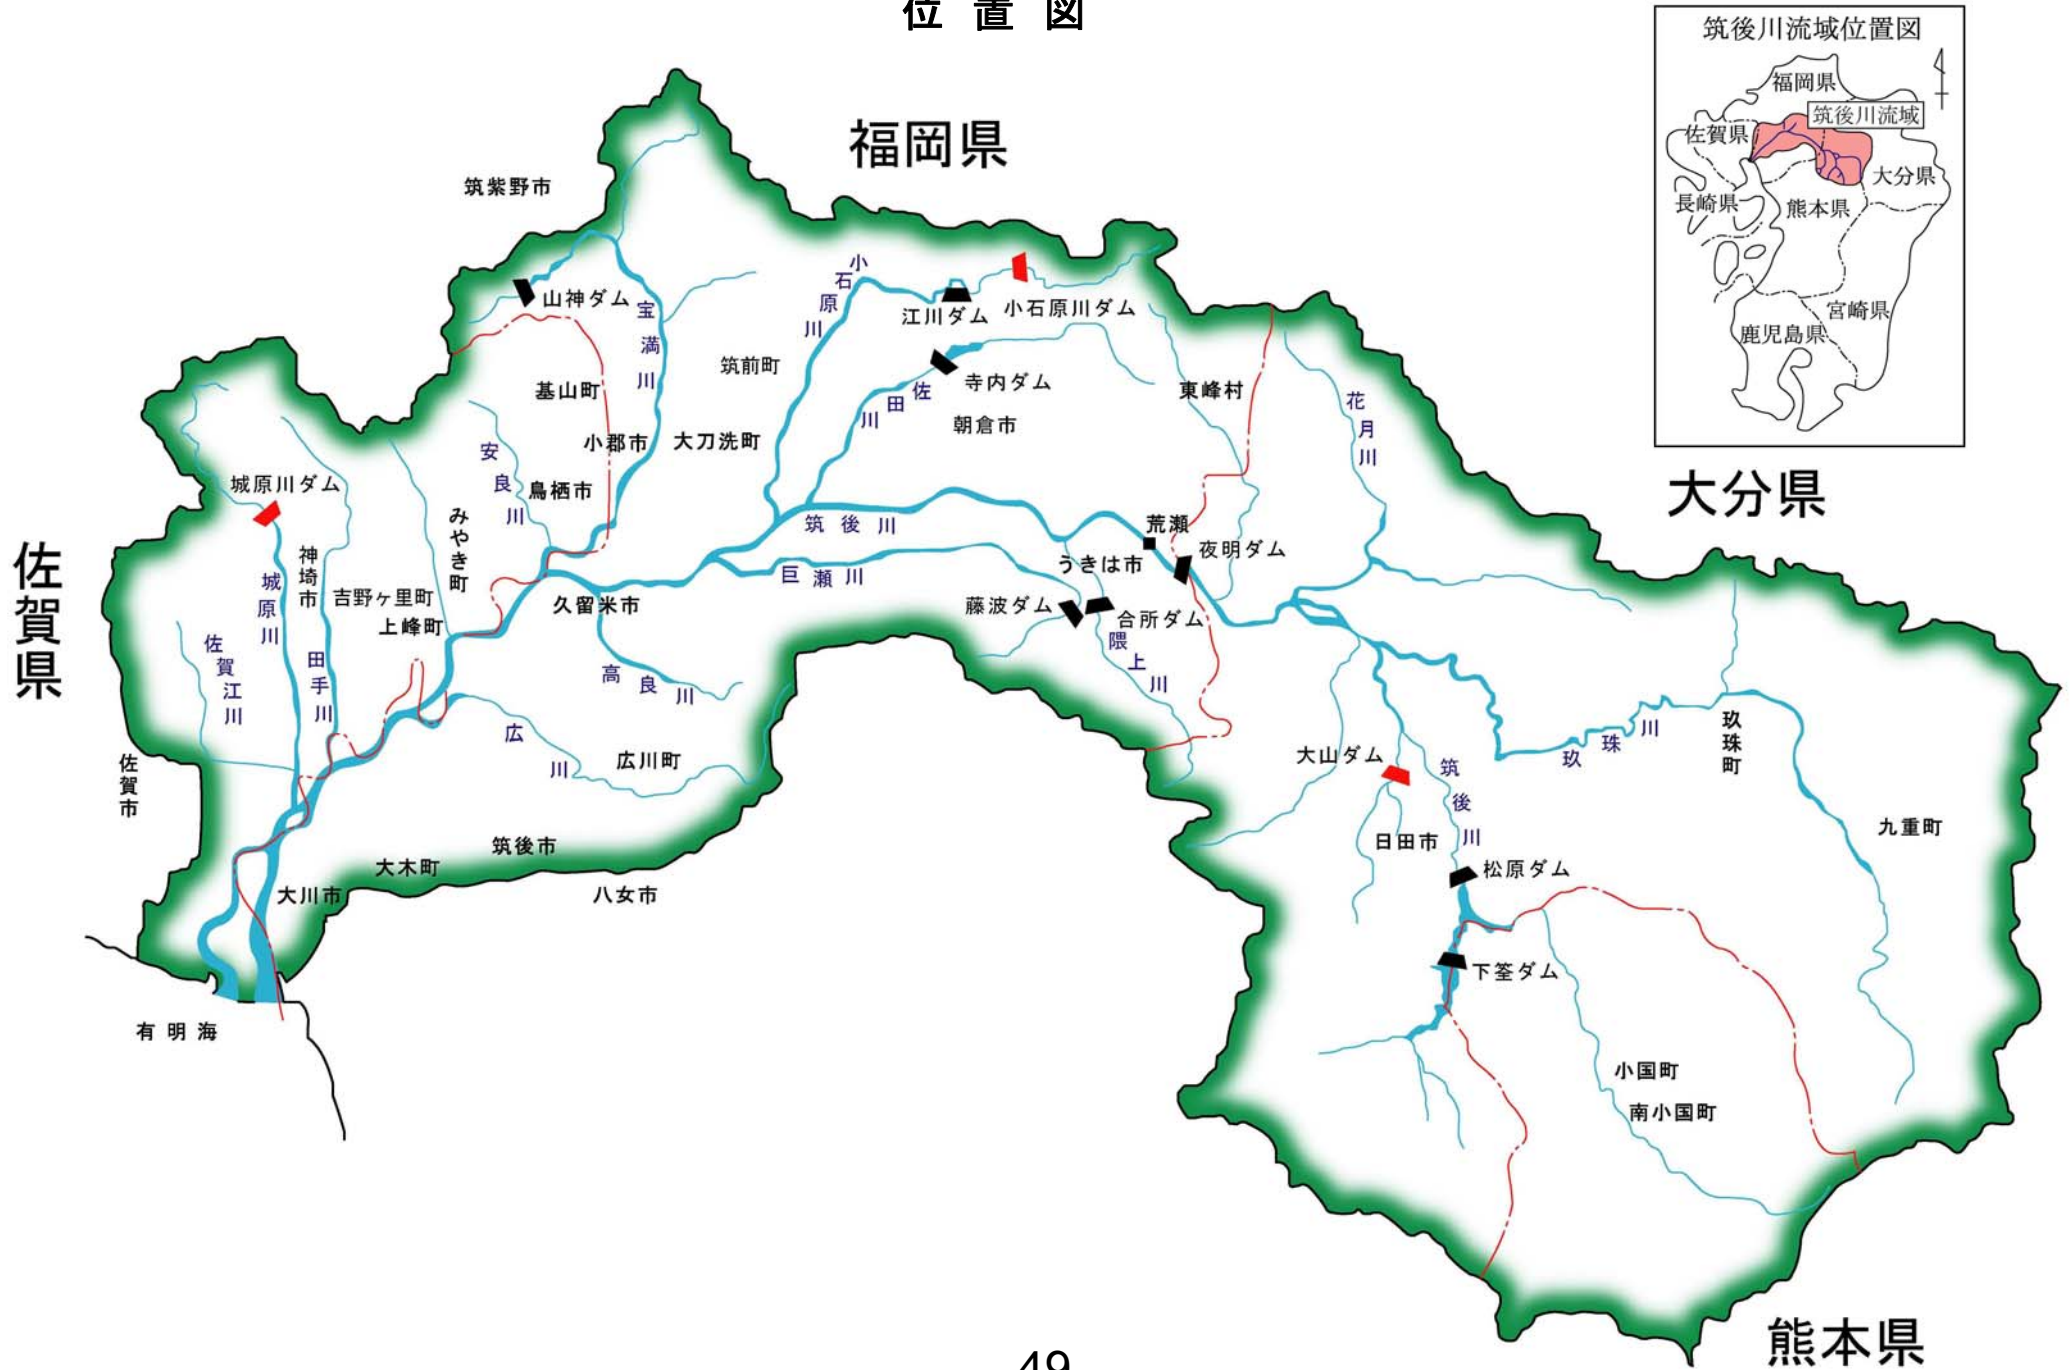 位置図
福岡県
佐賀県
大分県
熊本県
筑後川流域位置図
福岡県
筑後川流域
佐賀県
大分県
長崎県
熊本県
宮崎県
鹿児島県
筑紫野市
山神ダム
宝満川
小石原川
江川ダム
小石原川ダム
筑前町
基山町
寺内ダム
佐田川
朝倉市
東峰村
花月川
小郡市
大刀洗町
安良川
鳥栖市
城原川ダム
みやき町
神埼市
城原川
吉野ヶ里町
上峰町
久留米市
筑後川
巨瀬川
荒瀬
夜明ダム
うきは市
藤波ダム
合所ダム
隈上川
佐賀江川
田手川
高良川
広川
広川町
佐賀市
大山ダム
筑後川
玖珠川
玖珠町
九重町
日田市
松原ダム
下筌ダム
筑後市
大木町
大川市
八女市
有明海
小国町
南小国町
49